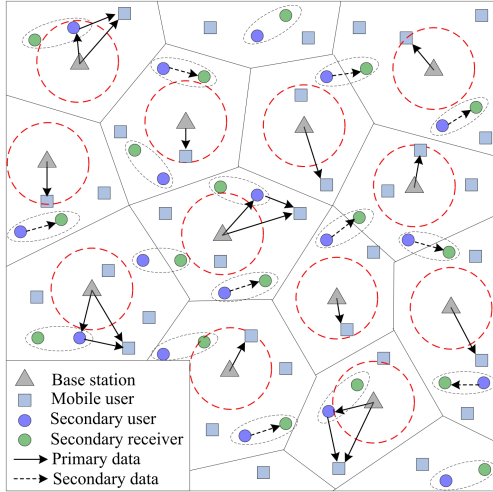 Base station
Mobile user
Secondary user
Secondary receiver
Primary data
Secondary data